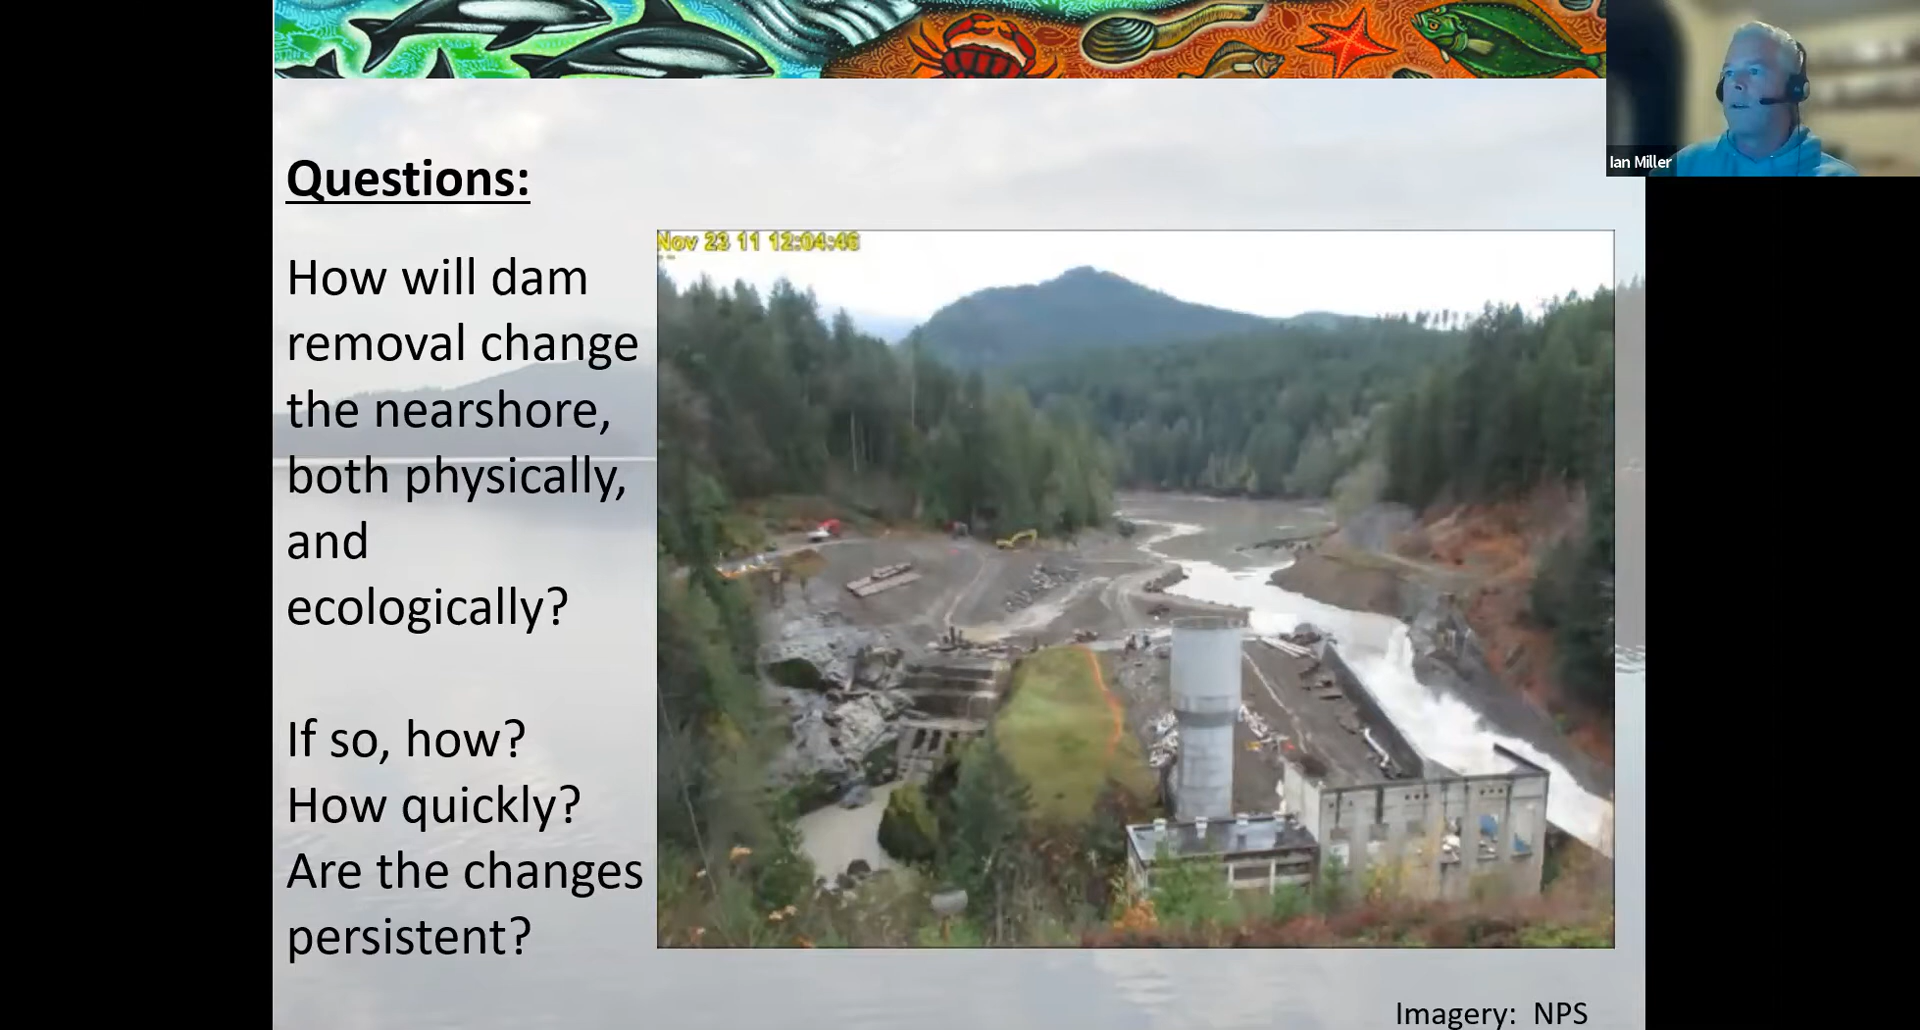 Ian Miller
Questions:
Nov 23 11 12:04:46
How will dam
removal change
the nearshore,
both physically,
and
ecologically?
If so, how?
How quickly?
Are the changes
persistent?
Imagery: NPS